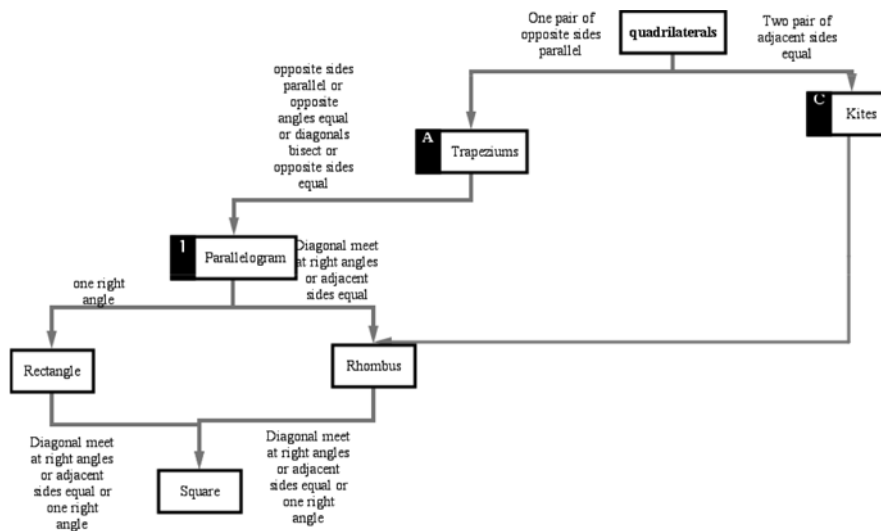 One pair of
opposite sides
parallel
quadrilaterals
Two pair of
adjacent sides
equal
opposite sides
parallel or
opposite
angles equal
or diagonals
bisect or
opposite sides
equal
A
Trapeziums
C
Kites
1
Parallelogram
Diagonal meet
at right angles
or adjacent
sides equal
one right
angle
Rectangle
Rhombus
Diagonal meet
at right angles
or adjacent
sides equal or
one right
angle
Diagonal meet
at right angles
or adjacent
sides equal or
one right
angle
Square